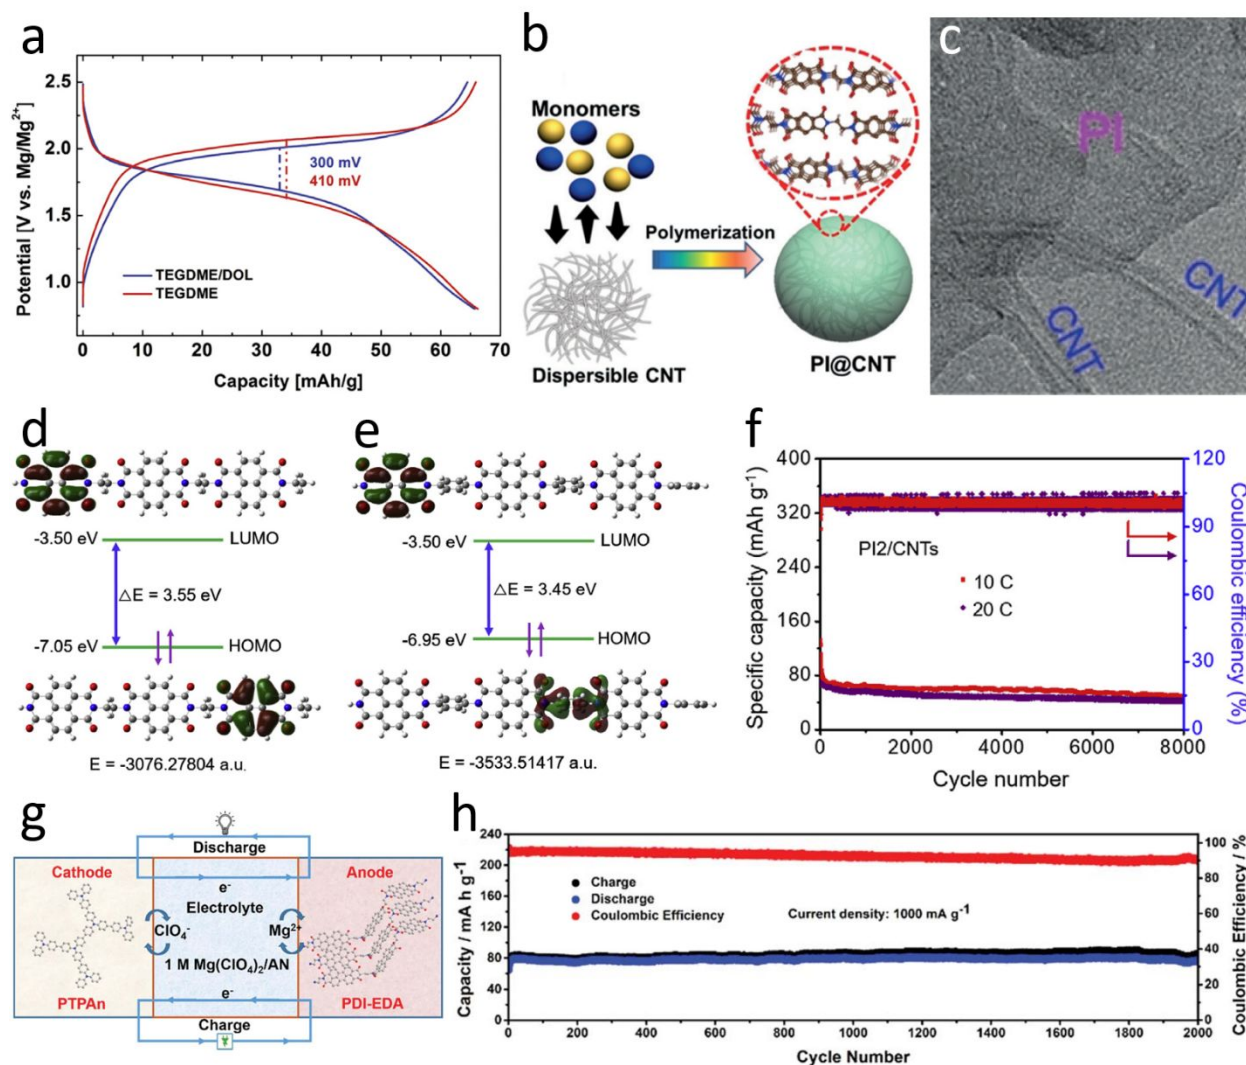 a
2.5
2.0
1.5
1.0
Potential [V vs. Mg/Mg²⁺]
300 mV
410 mV
TEGDME/DOL
TEGDME
0 10 20 30 40 50 60 70
Capacity [mAh/g]
b
Monomers
Polymerization
Dispersible CNT
PI@CNT
c
PI
CNT
CNT
d
-3.50 eV
LUMO
△E = 3.55 eV
-7.05 eV
HOMO
E = -3076.27804 a.u.
e
-3.50 eV
LUMO
△E = 3.45 eV
-6.95 eV
HOMO
E = -3533.51417 a.u.
f
400
320
240
160
80
0
Specific capacity (mAh g⁻¹)
PI2/CNTs
10 C
20 C
120
90
60
30
0
Coulombic efficiency (%)
0 2000 4000 6000 8000
Cycle number
g
Discharge
e⁻
Cathode
Anode
Electrolyte
ClO₄⁻
Mg²⁺
1 M Mg(ClO₄)₂/AN
PTPAn
PDI-EDA
e⁻
Charge
h
240
200
160
120
80
40
0
Capacity / mA h g⁻¹
Charge
Discharge
Coulombic Efficiency
Current density: 1000 mA g⁻¹
100
80
60
40
20
0
Coulombic Efficiency / %
0 200 400 600 800 1000 1200 1400 1600 1800 2000
Cycle Number